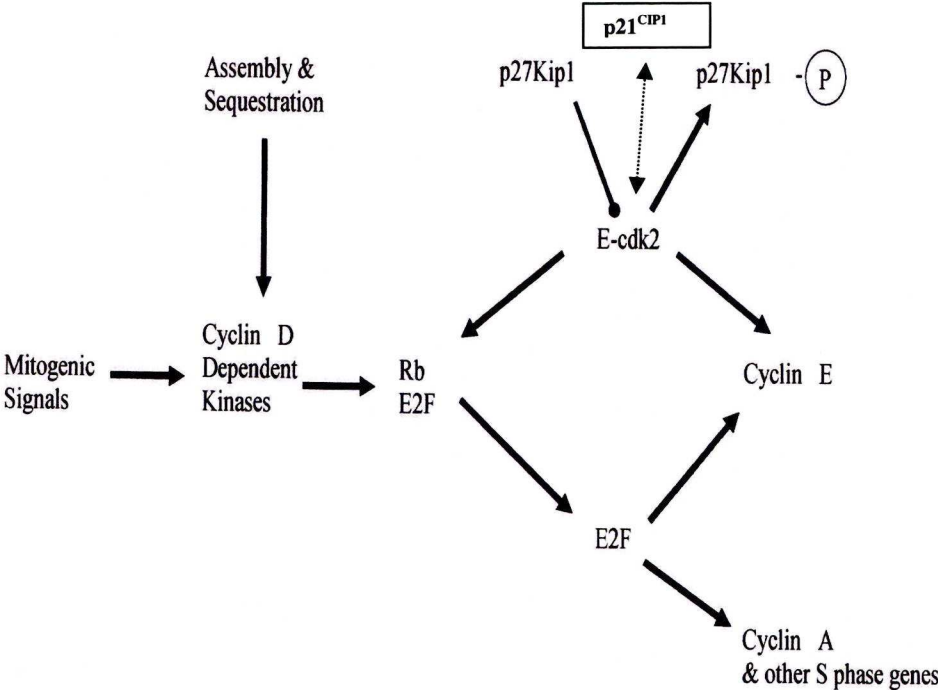 p21CIP1
Assembly &
Sequestration
p27Kip1
p27Kip1 - P
E-cdk2
Mitogenic
Signals
Cyclin D
Dependent
Kinases
Rb
E2F
Cyclin E
E2F
Cyclin A
& other S phase genes